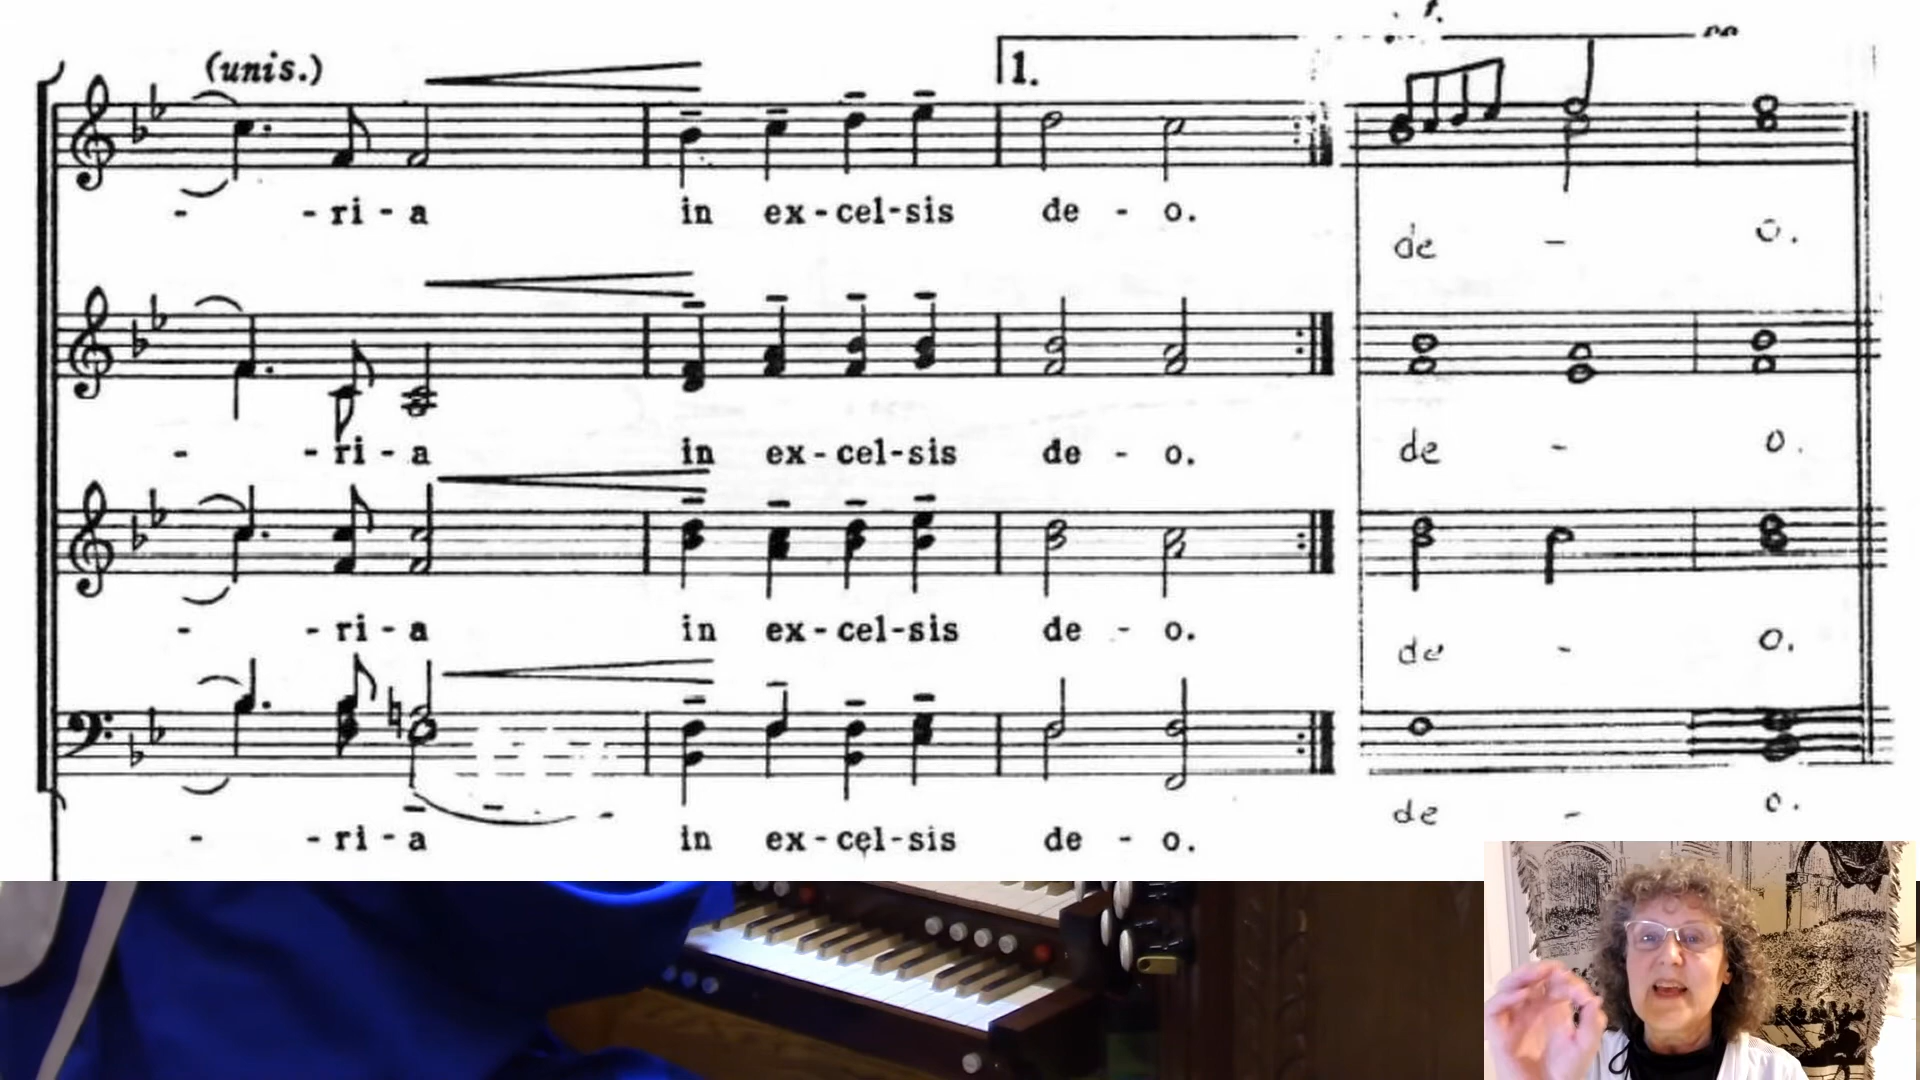 (unis.)
1.
- - ri - a in ex - cel - sis de - o. de - o.
- - ri - a in ex - cel - sis de - o. de - o.
- - ri - a in ex - cel - sis de - o. de - o.
- - ri - a in ex - cel - sis de - o. de - o.